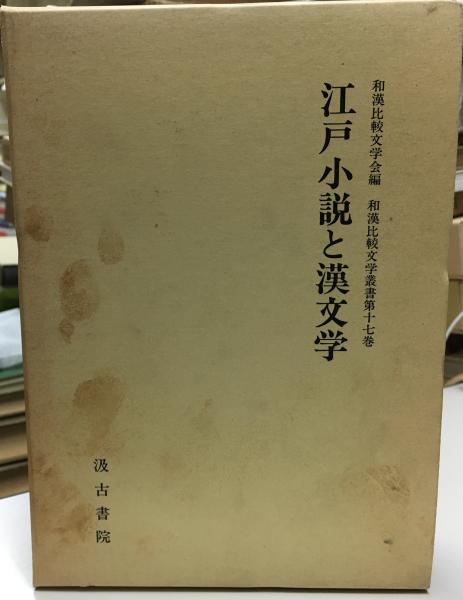 和漢比較文学会編　和漢比較文学叢書第十七巻
江戸小説と漢文学
汲古書院